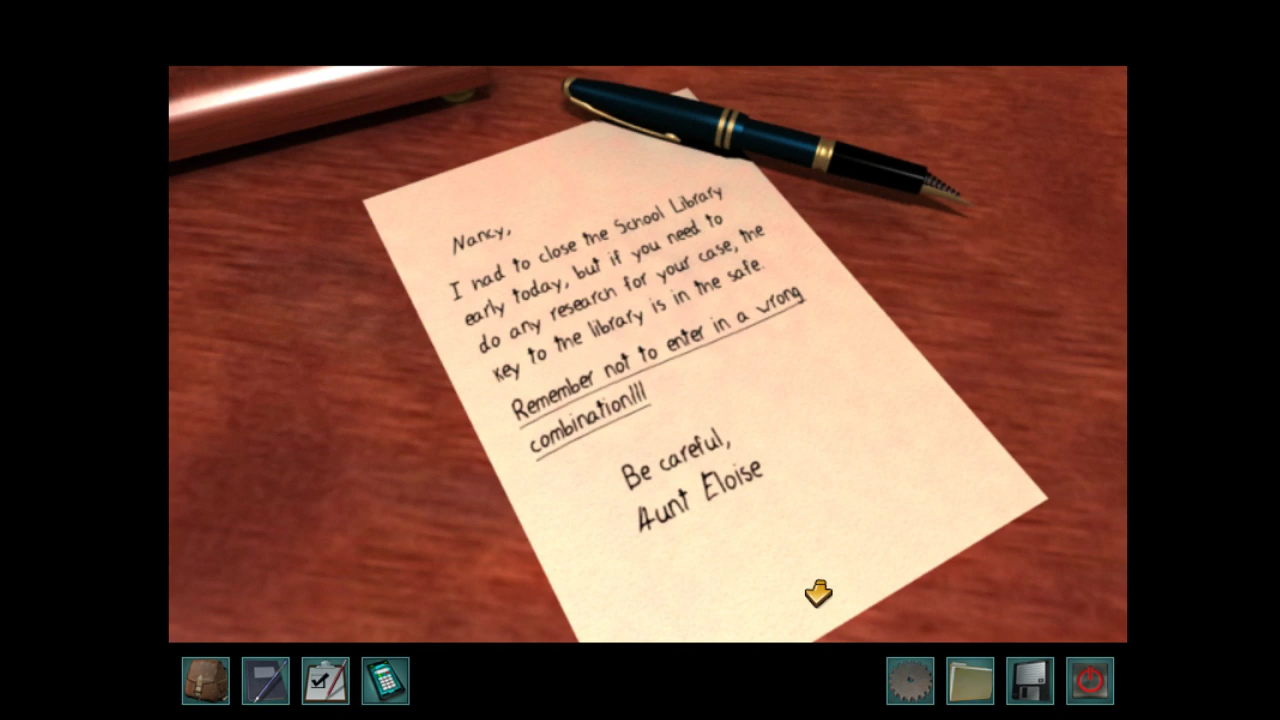 Nancy,
I had to close the School Library
early today, but if you need to
do any research for your case, the
key to the library is in the safe.
Remember not to enter in a wrong
combination!!!
Be careful,
Aunt Eloise